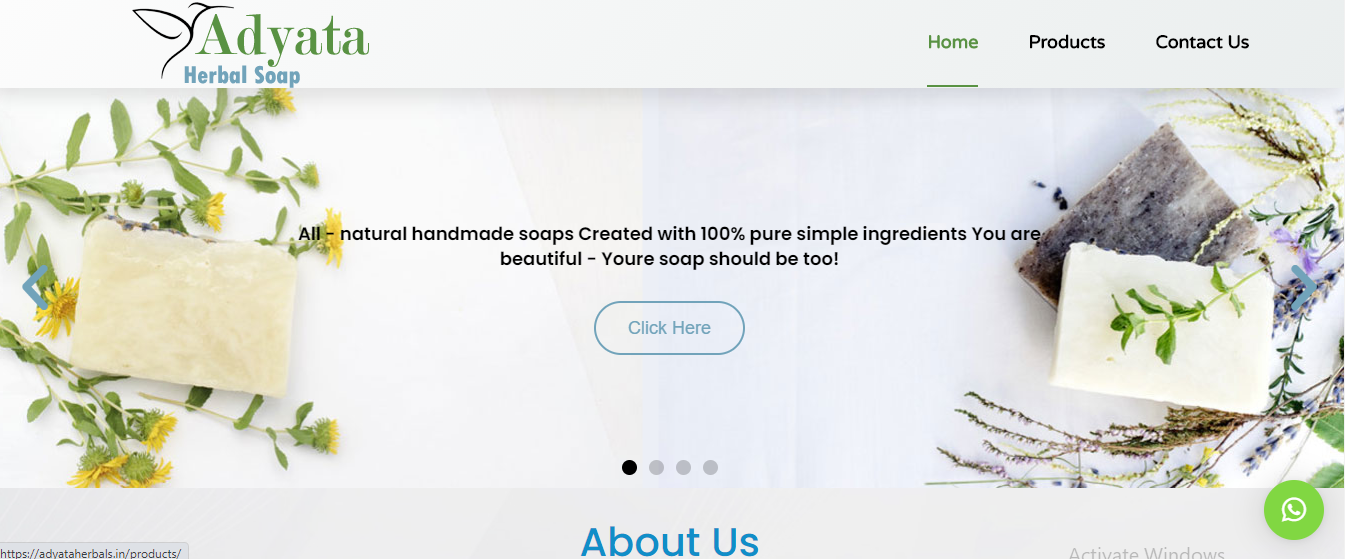 Adyata
Herbal Soap
Home
Products
Contact Us
All - natural handmade soaps Created with 100% pure simple ingredients You are
beautiful - Youre soap should be too!
Click Here
About Us
https://adyataherbals.in/products/
Activate Windows